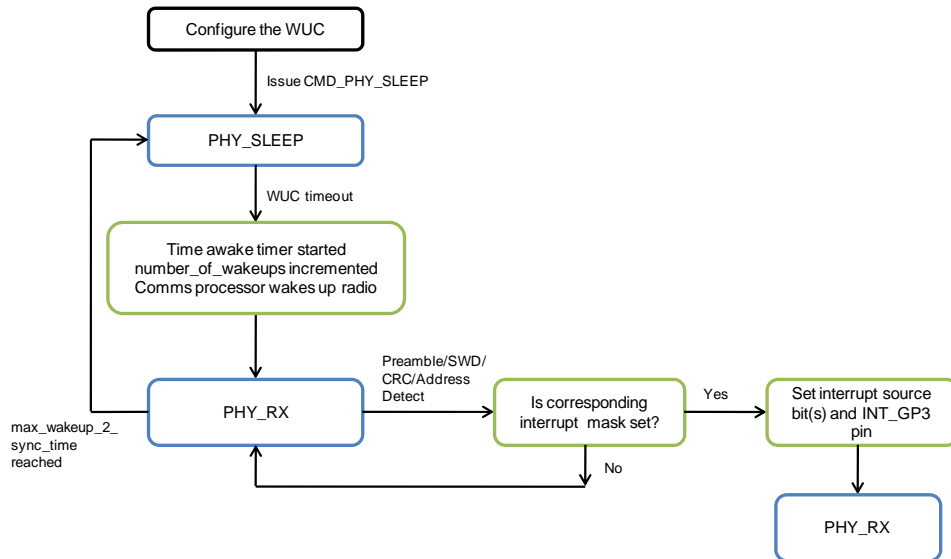 Configure the WUC
Issue CMD_PHY_SLEEP
PHY_SLEEP
WUC timeout
Time awake timer started
number_of_wakeups incremented
Comms processor wakes up radio
Preamble/SWD/
CRC/Address
Detect
PHY_RX
max_wakeup_2_
sync_time
reached
Is corresponding
interrupt mask set?
Yes
No
Set interrupt source
bit(s) and INT_GP3
pin
PHY_RX